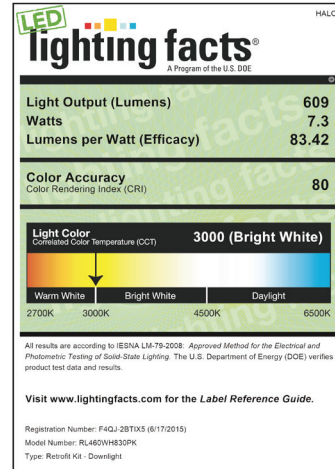 HALO
LED
lighting facts®
A Program of the U.S. DOE
Light Output (Lumens) 609
Watts 7.3
Lumens per Watt (Efficacy) 83.42
Color Accuracy 80
Color Rendering Index (CRI)
Light Color 3000 (Bright White)
Correlated Color Temperature (CCT)
Warm White Bright White Daylight
2700K 3000K 4500K 6500K
All results are according to IESNA LM-79-2008: Approved Method for the Electrical and
Photometric Testing of Solid-State Lighting. The U.S. Department of Energy (DOE) verifies
product test data and results.
Visit www.lightingfacts.com for the Label Reference Guide.
Registration Number: F4QJ-2BTIX5 (6/17/2015)
Model Number: RL460WH830PK
Type: Retrofit Kit - Downlight